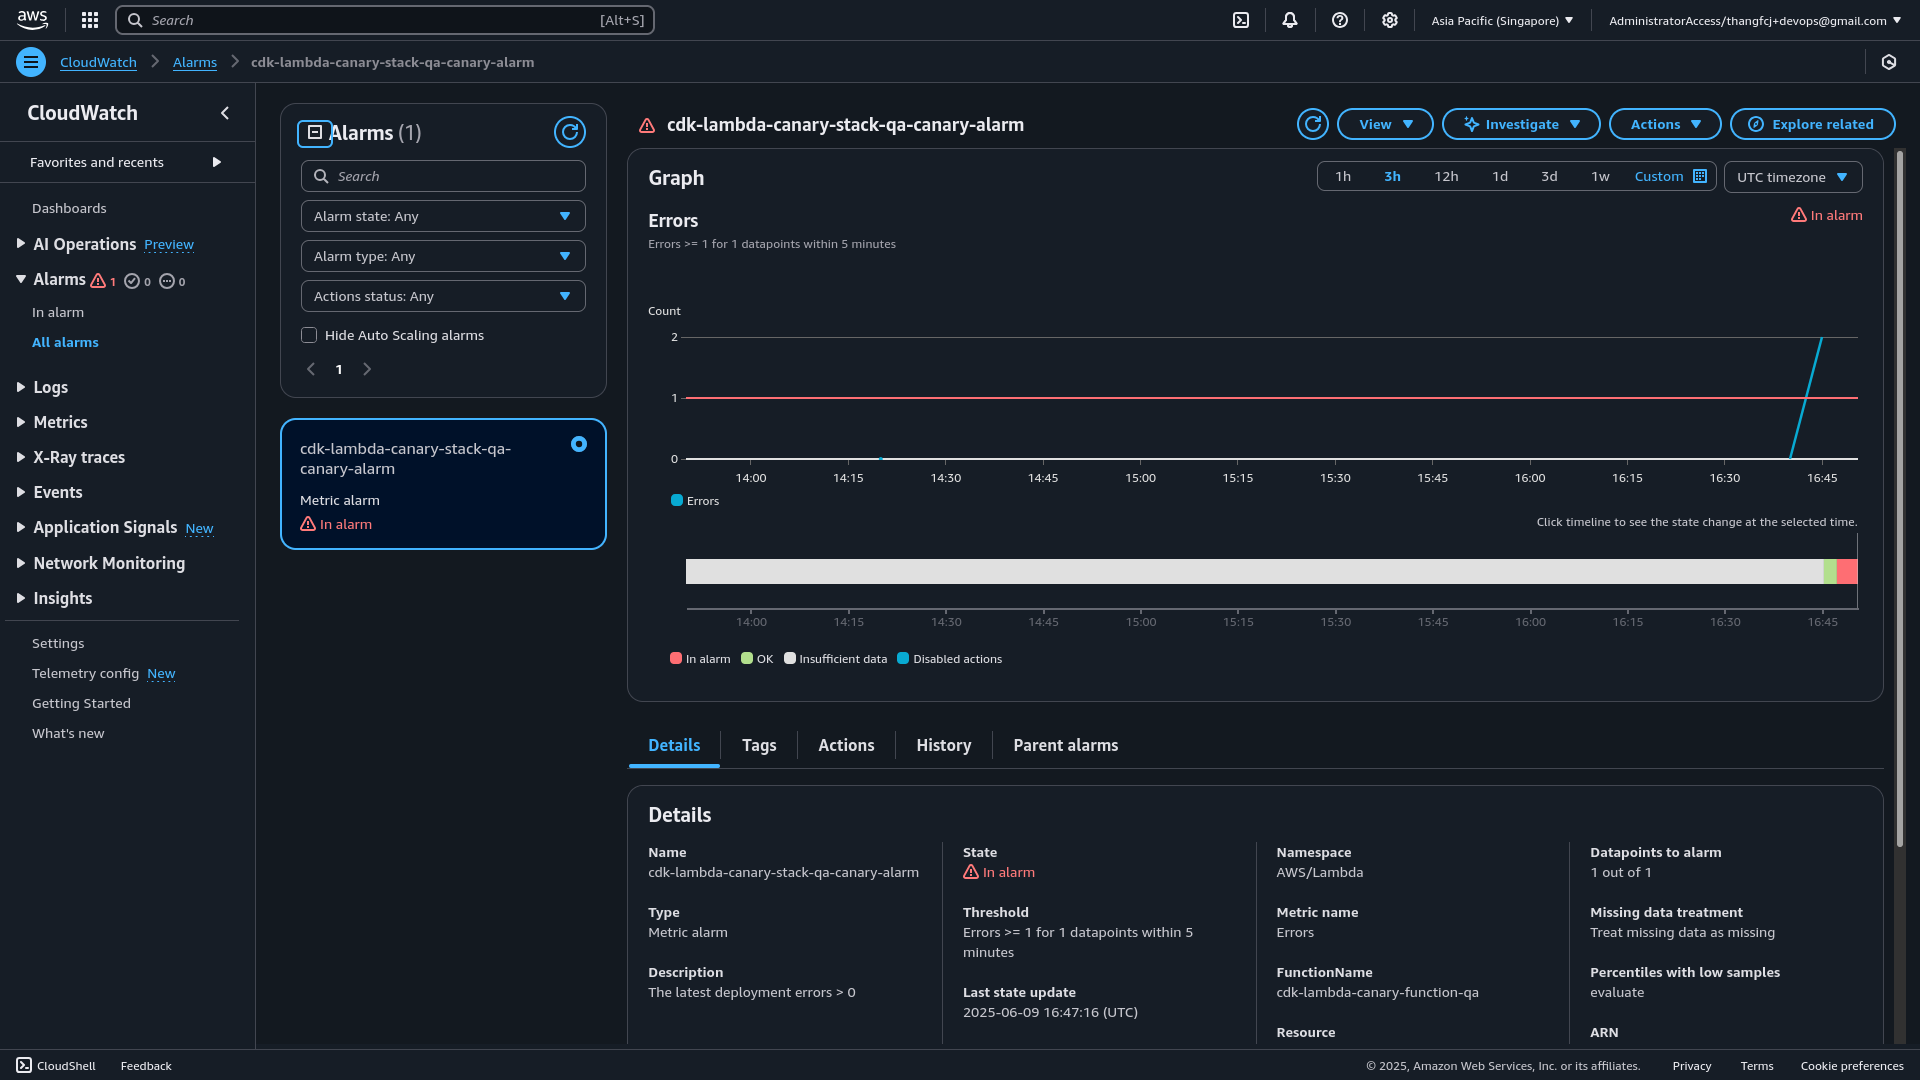 aws
Search
[Alt+S]
Asia Pacific (Singapore)
AdministratorAccess/thangfcj+devops@gmail.com
CloudWatch
Alarms
cdk-lambda-canary-stack-qa-canary-alarm
CloudWatch
Favorites and recents
Dashboards
AI Operations Preview
Alarms 1 0 0
In alarm
All alarms
Logs
Metrics
X-Ray traces
Events
Application Signals New
Network Monitoring
Insights
Settings
Telemetry config New
Getting Started
What's new
Alarms (1)
Search
Alarm state: Any
Alarm type: Any
Actions status: Any
Hide Auto Scaling alarms
1
cdk-lambda-canary-stack-qa-
canary-alarm
Metric alarm
In alarm
cdk-lambda-canary-stack-qa-canary-alarm
View
Investigate
Actions
Explore related
Graph
1h 3h 12h 1d 3d 1w Custom
UTC timezone
Errors
In alarm
Errors >= 1 for 1 datapoints within 5 minutes
Count
2
1
0
14:00 14:15 14:30 14:45 15:00 15:15 15:30 15:45 16:00 16:15 16:30 16:45
Errors
Click timeline to see the state change at the selected time.
14:00 14:15 14:30 14:45 15:00 15:15 15:30 15:45 16:00 16:15 16:30 16:45
In alarm OK Insufficient data Disabled actions
Details Tags Actions History Parent alarms
Details
Name
cdk-lambda-canary-stack-qa-canary-alarm
Type
Metric alarm
Description
The latest deployment errors > 0
State
In alarm
Threshold
Errors >= 1 for 1 datapoints within 5
minutes
Last state update
2025-06-09 16:47:16 (UTC)
Namespace
AWS/Lambda
Metric name
Errors
FunctionName
cdk-lambda-canary-function-qa
Resource
Datapoints to alarm
1 out of 1
Missing data treatment
Treat missing data as missing
Percentiles with low samples
evaluate
ARN
CloudShell
Feedback
© 2025, Amazon Web Services, Inc. or its affiliates.
Privacy
Terms
Cookie preferences